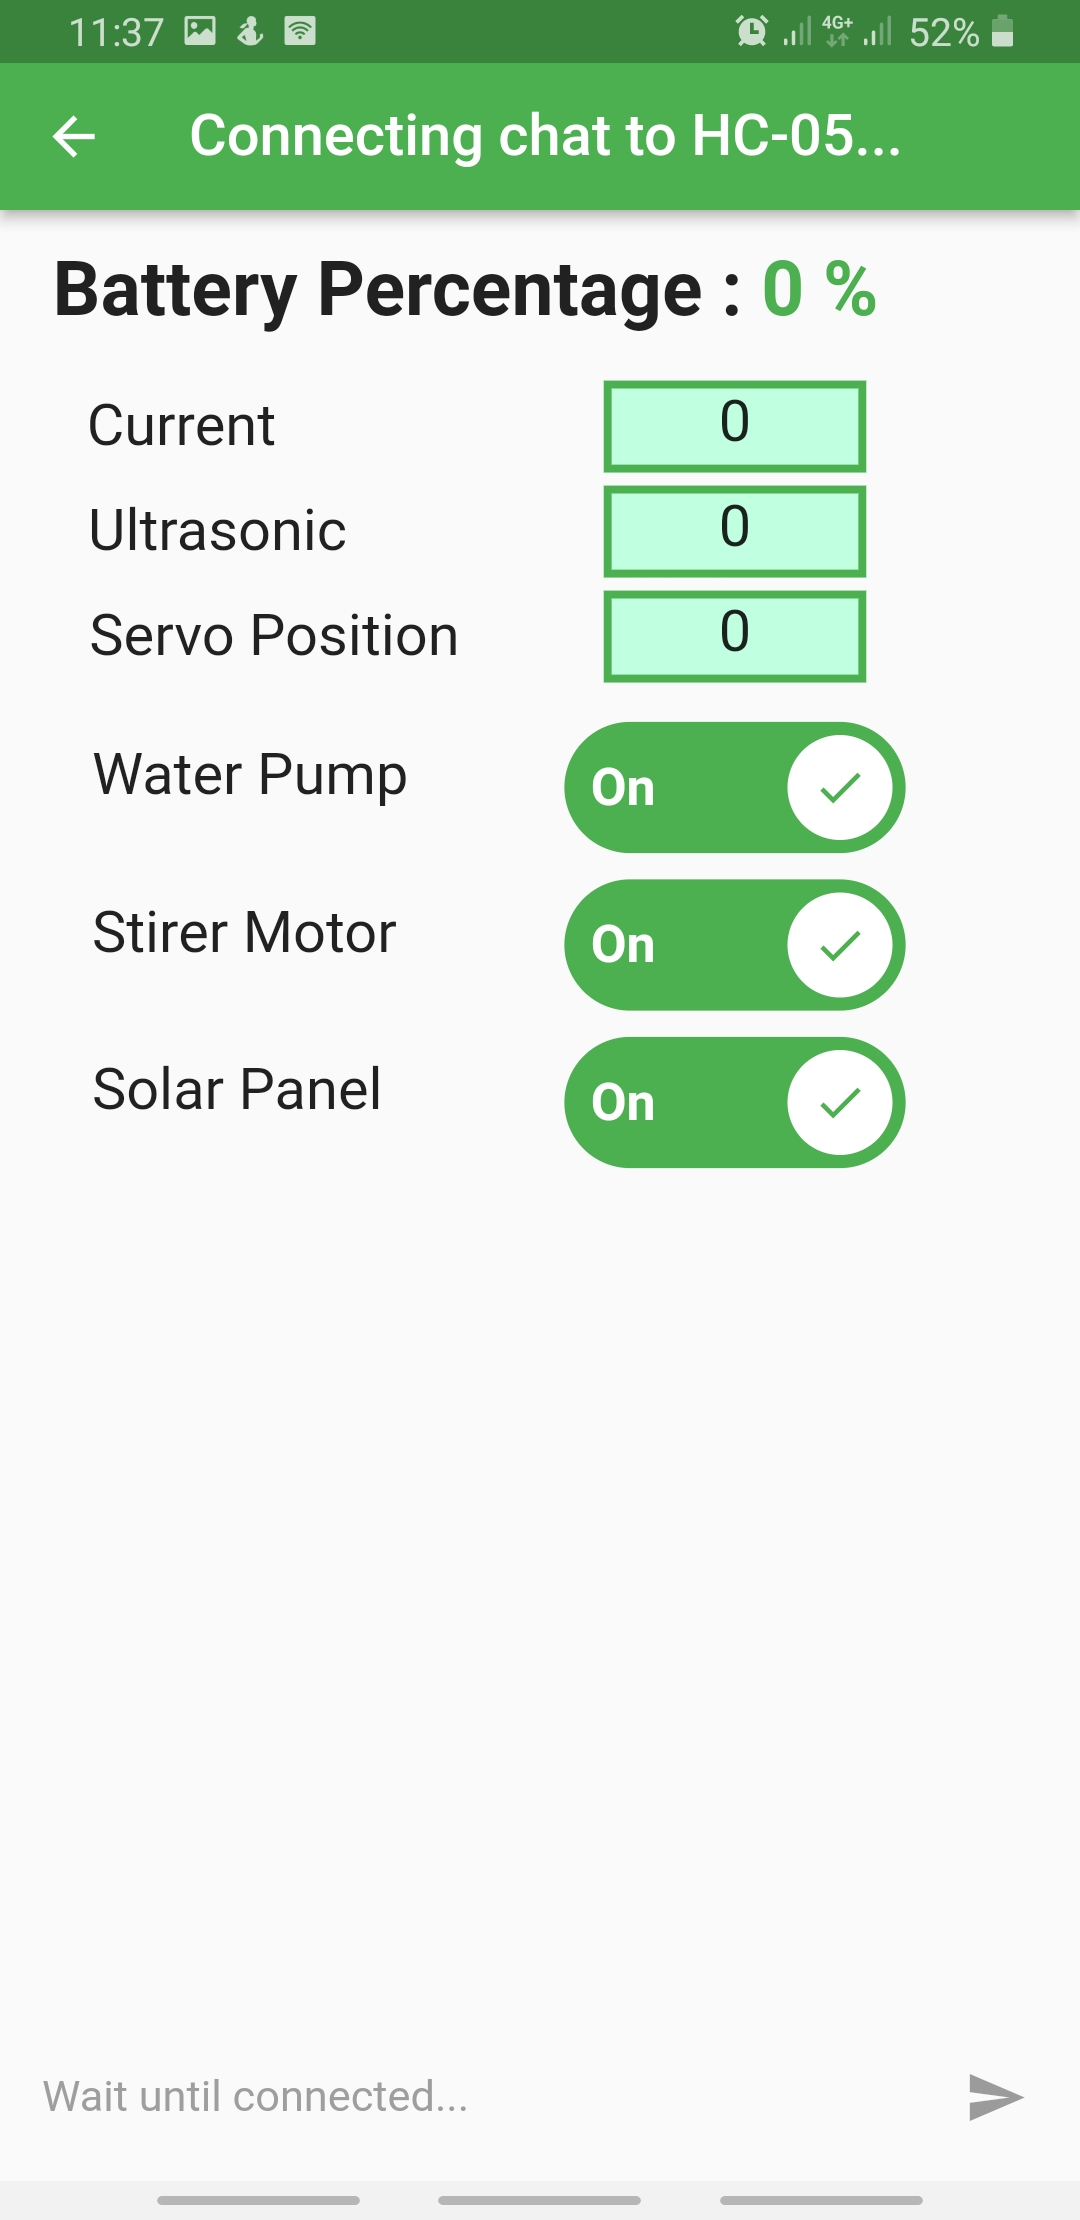 11:37 4G+ 52%
Connecting chat to HC-05...
Battery Percentage : 0 %
Current 0
Ultrasonic 0
Servo Position 0
Water Pump On
Stirer Motor On
Solar Panel On
Wait until connected...